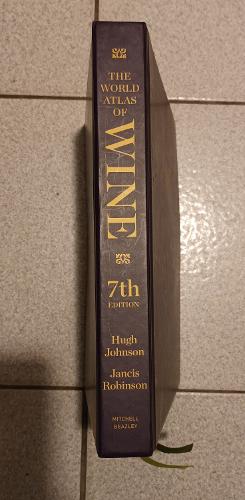 THE
WORLD
ATLAS
OF
WINE
7th
EDITION
Hugh
Johnson
Jancis
Robinson
MITCHELL
BEAZLEY